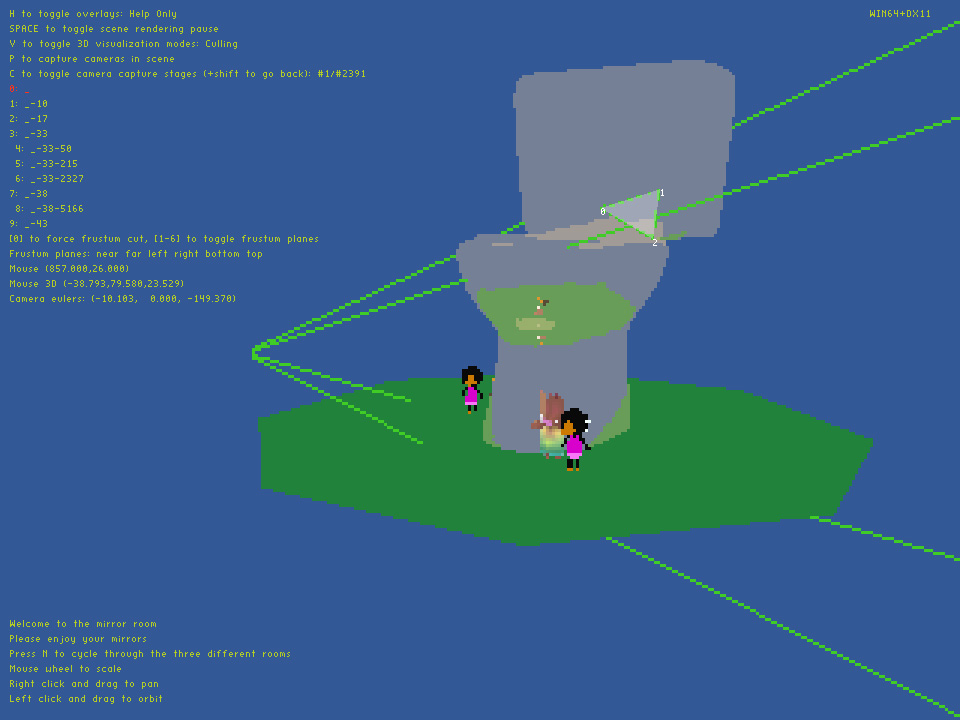 H to toggle overlays: Help Only
WIN64+DX11
SPACE to toggle scene rendering pause
V to toggle 3D visualization modes: Culling
P to capture cameras in scene
C to toggle camera capture stages (+shift to go back): #1/#2391
0: _
1: _-10
2: _-17
3: _-33
4: _-33-50
5: _-33-215
6: _-33-2327
7: _-38
8: _-38-5166
9: _-43
[0] to force frustum cut, [1-6] to toggle frustum planes
Frustum planes: near far left right bottom top
Mouse (857.000,26.000)
Mouse 3D (-38.793,79.580,23.529)
Camera eulers: (-10.103,  0.000, -149.370)
1
0
2
Welcome to the mirror room
Please enjoy your mirrors
Press N to cycle through the three different rooms
Mouse wheel to scale
Right click and drag to pan
Left click and drag to orbit